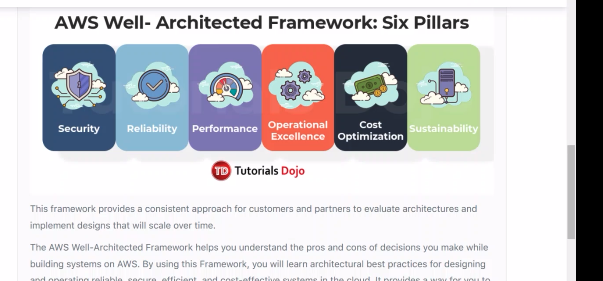 AWS Well- Architected Framework: Six Pillars
Security
Reliability
Performance
Operational
Excellence
Cost
Optimization
Sustainability
TD Tutorials Dojo
This framework provides a consistent approach for customers and partners to evaluate architectures and
implement designs that will scale over time.
The AWS Well-Architected Framework helps you understand the pros and cons of decisions you make while
building systems on AWS. By using this Framework, you will learn architectural best practices for designing
and operating reliable, secure, efficient, and cost-effective systems in the cloud. It provides a way for you to